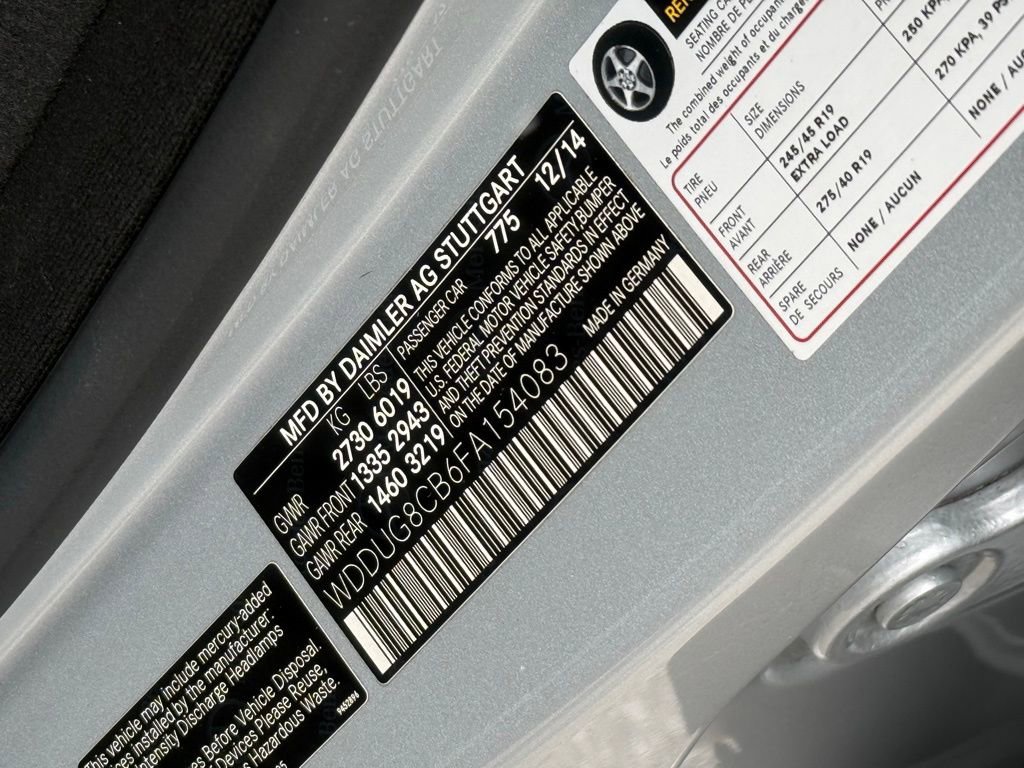 MFD BY DAIMLER AG STUTTGART
PASSENGER CAR 775 12/14
KG LBS
GVWR 2730 6019
GAWR FRONT 1335 2943
GAWR REAR 1460 3219
THIS VEHICLE CONFORMS TO ALL APPLICABLE
U.S. FEDERAL MOTOR VEHICLE SAFETY BUMPER
AND THEFT PREVENTION STANDARDS IN EFFECT
ON THE DATE OF MANUFACTURE SHOWN ABOVE
WDDUG8CB6FA154083 MADE IN GERMANY
SEATING
NOMBRE DE
The combined weight of
Le poids total des occupants et du
TIRE SIZE
PNEU DIMENSIONS
FRONT 245/45 R19 250 KPA,
AVANT EXTRA LOAD
REAR 275/40 R19 270 KPA, 39
ARRIÈRE
SPARE NONE / AUCUN NONE /
DE SECOURS
This vehicle may include mercury-added
installed by the manufacturer:
Intensity Discharge Headlamps
Before Vehicle Disposal.
Devices Please Reuse,
Hazardous Waste.